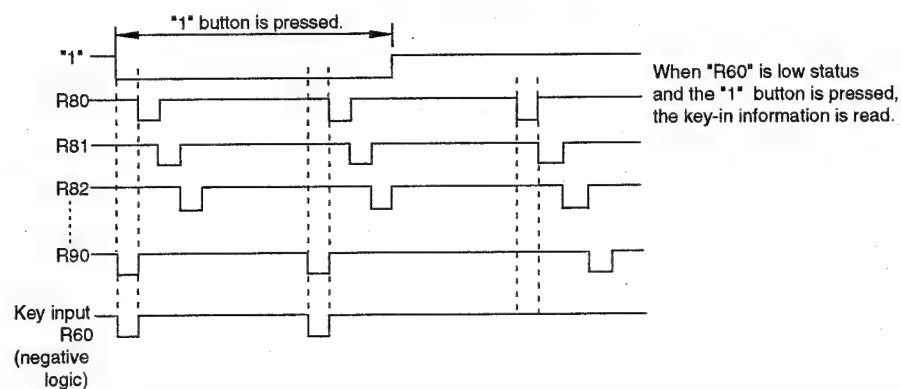 "1" button is pressed.
"1"
R80
R81
R82
R90
Key input
R60
(negative
logic)
When "R60" is low status
and the "1" button is pressed,
the key-in information is read.